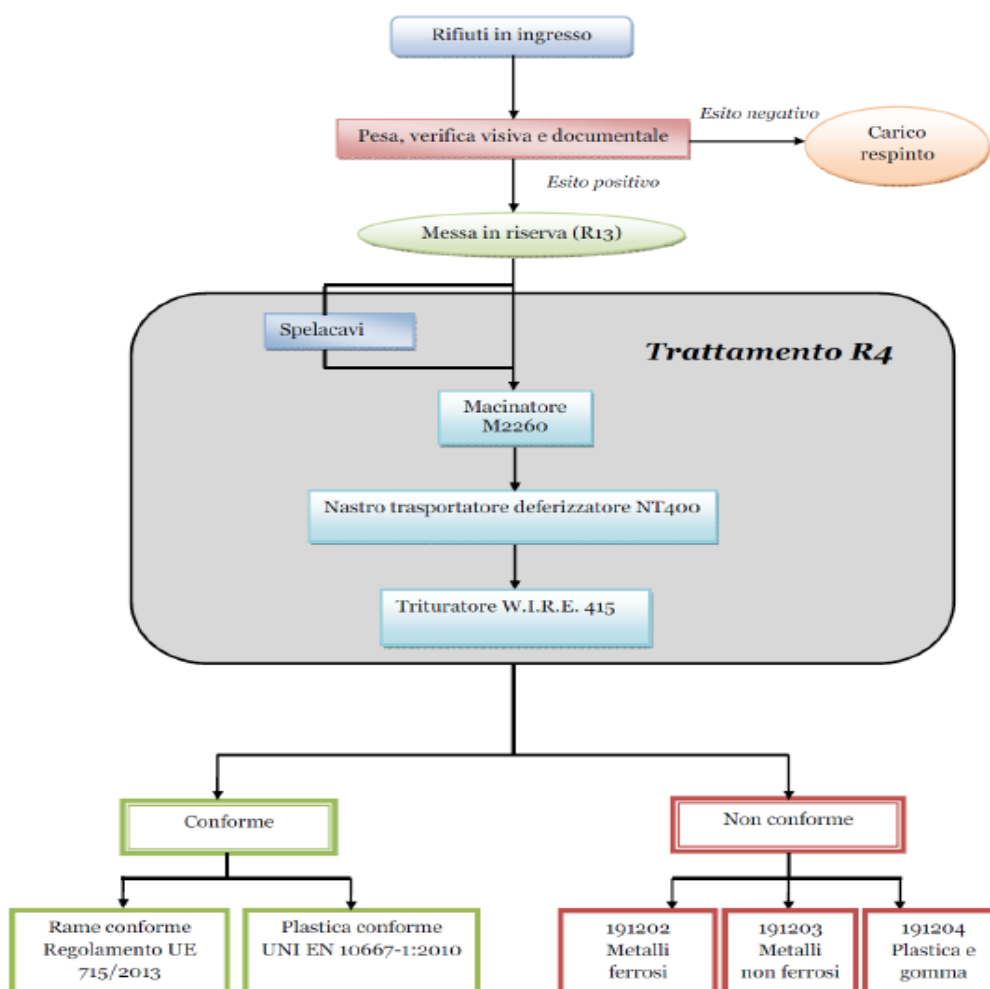 Rifiuti in ingresso
Esito negativo
Pesa, verifica visiva e documentale
Carico
respinto
Esito positivo
Messa in riserva (R13)
Spelacavi
Trattamento R4
Macinatore
M2260
Nastro trasportatore deferizzatore NT400
Trituratore W.I.R.E. 415
Conforme
Non conforme
Rame conforme
Regolamento UE
715/2013
Plastica conforme
UNI EN 10667-1:2010
191202
Metalli
ferrosi
191203
Metalli
non ferrosi
191204
Plastica e
gomma